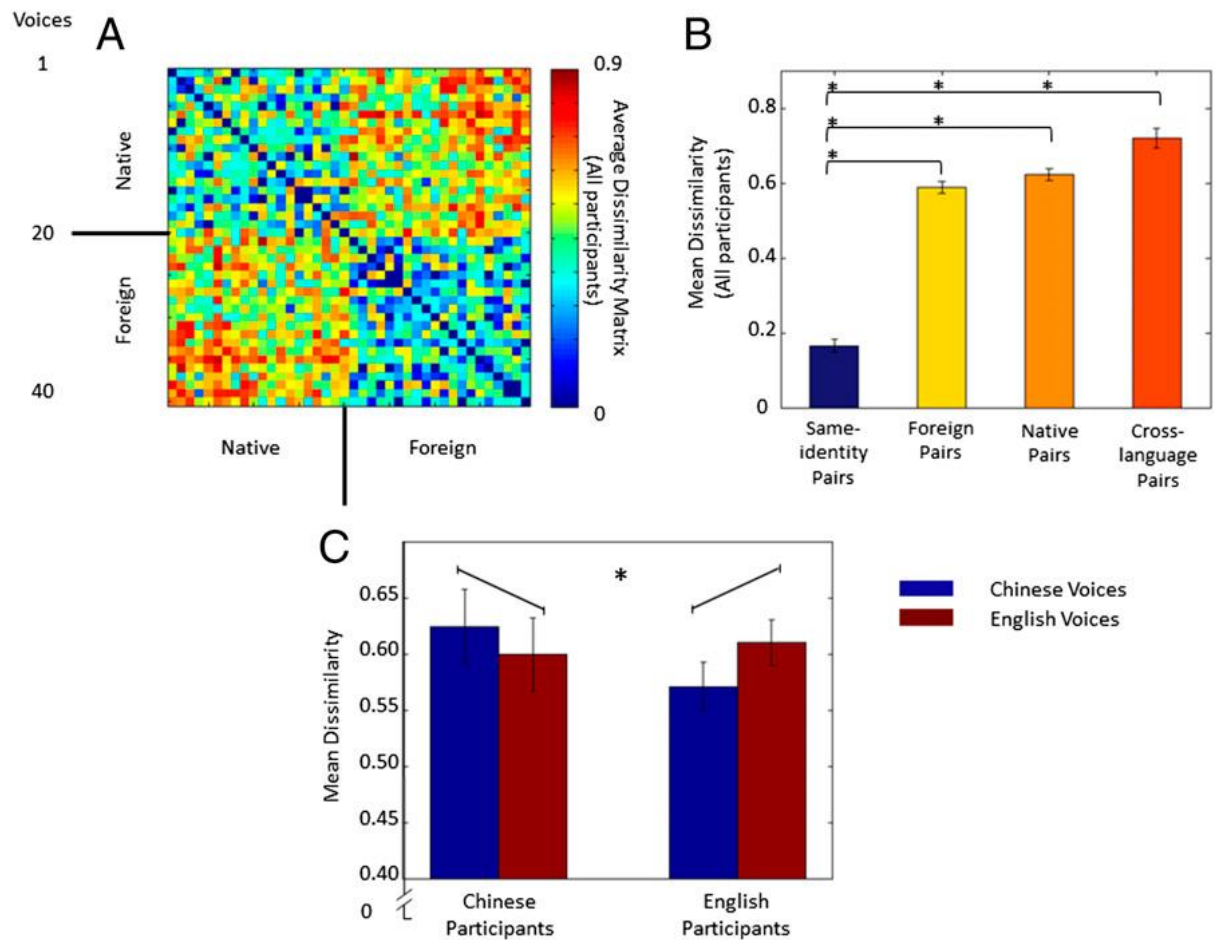 Voices
A
1
Native
20
Foreign
40
Native
Foreign
0.9
Average Dissimilarity Matrix
(All participants)
0
B
Mean Dissimilarity
(All participants)
0.8
0.6
0.4
0.2
0
*
*
*
*
*
*
Same-
identity
Pairs
Foreign
Pairs
Native
Pairs
Cross-
language
Pairs
C
Mean Dissimilarity
0.65
0.60
0.55
0.50
0.45
0.40
0
*
Chinese
Participants
English
Participants
Chinese Voices
English Voices